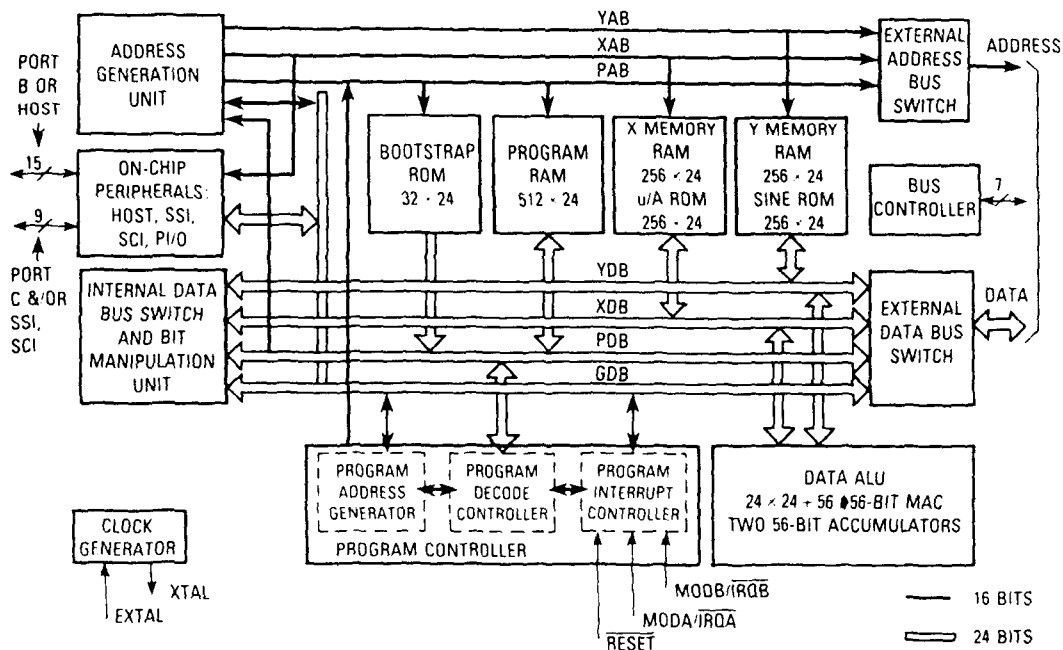 YAB
XAB
PAB
ADDRESS
GENERATION
UNIT
EXTERNAL
ADDRESS
BUS
SWITCH
ADDRESS
PORT
B OR
HOST
15
9
ON-CHIP
PERIPHERALS:
HOST, SSI,
SCI, PI/O
PORT
C &/OR
SSI,
SCI
BOOTSTRAP
ROM
32 × 24
PROGRAM
RAM
512 × 24
X MEMORY
RAM
256 × 24
u/A ROM
256 × 24
Y MEMORY
RAM
256 × 24
SINE ROM
256 × 24
BUS
CONTROLLER
7
INTERNAL DATA
BUS SWITCH
AND BIT
MANIPULATION
UNIT
YDB
XDB
PDB
GDB
EXTERNAL
DATA BUS
SWITCH
DATA
PROGRAM
ADDRESS
GENERATOR
PROGRAM
DECODE
CONTROLLER
PROGRAM
INTERRUPT
CONTROLLER
PROGRAM CONTROLLER
DATA ALU
24 × 24 + 56 56-BIT MAC
TWO 56-BIT ACCUMULATORS
CLOCK
GENERATOR
XTAL
EXTAL
MODB/IRQB
MODA/IRQA
RESET
16 BITS
24 BITS